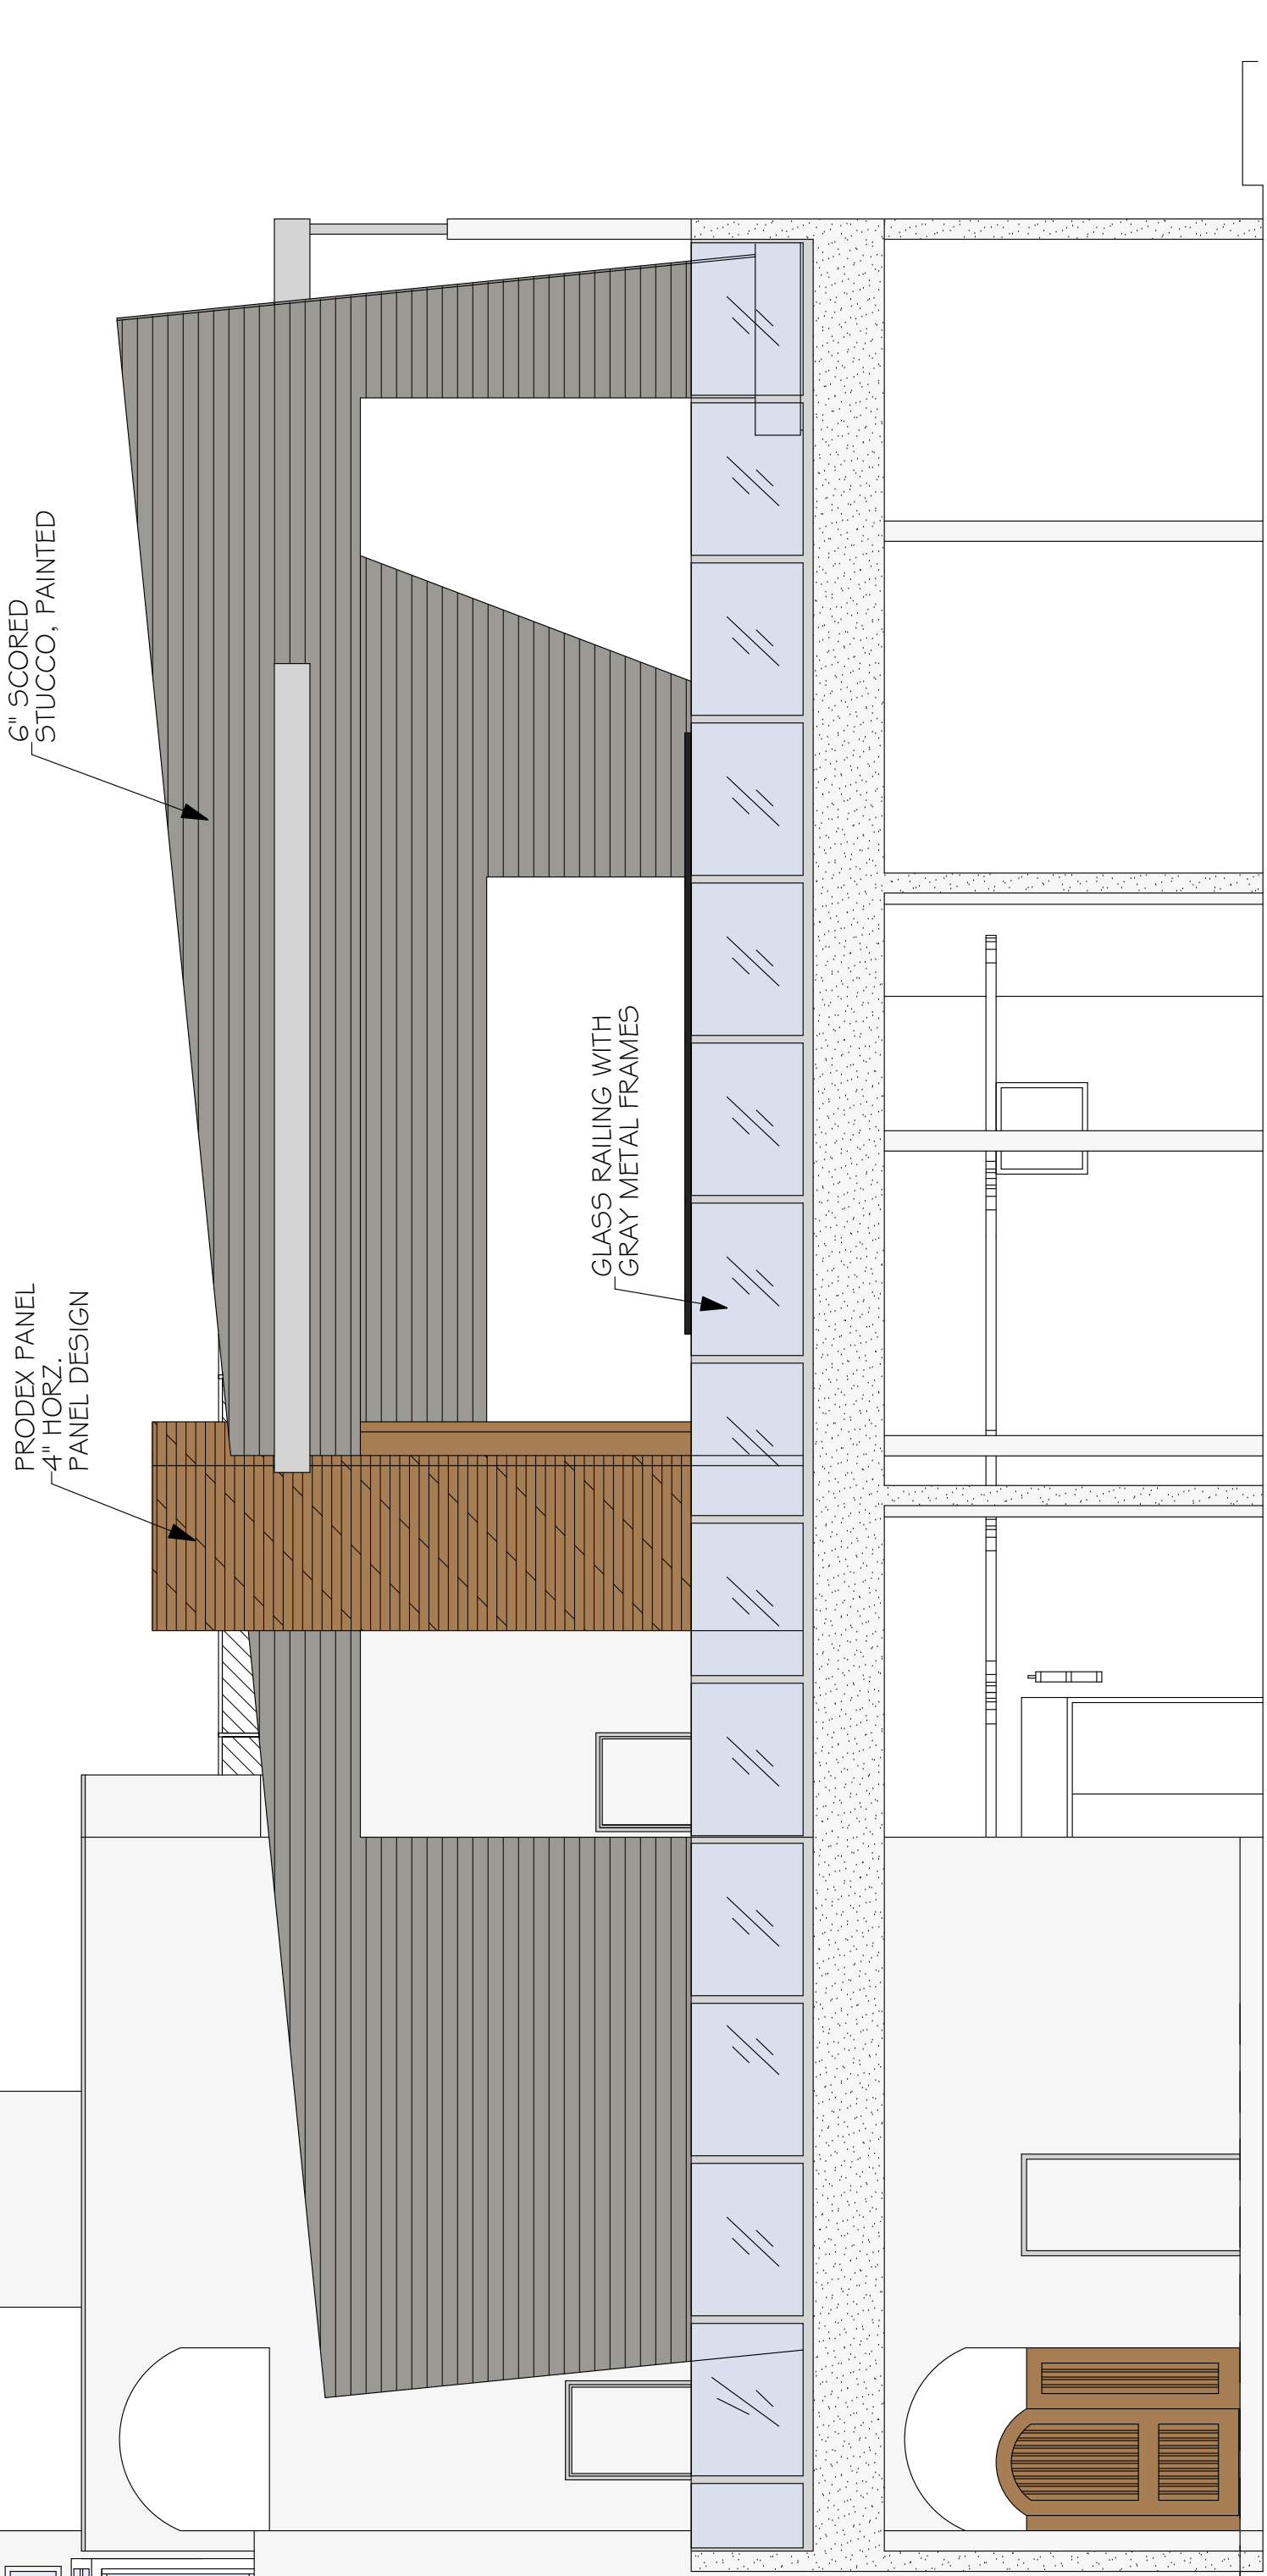 PRODEX PANEL
4" HORZ.
PANEL DESIGN
6" SCORED
STUCCO, PAINTED
GLASS RAILING WITH
GRAY METAL FRAMES